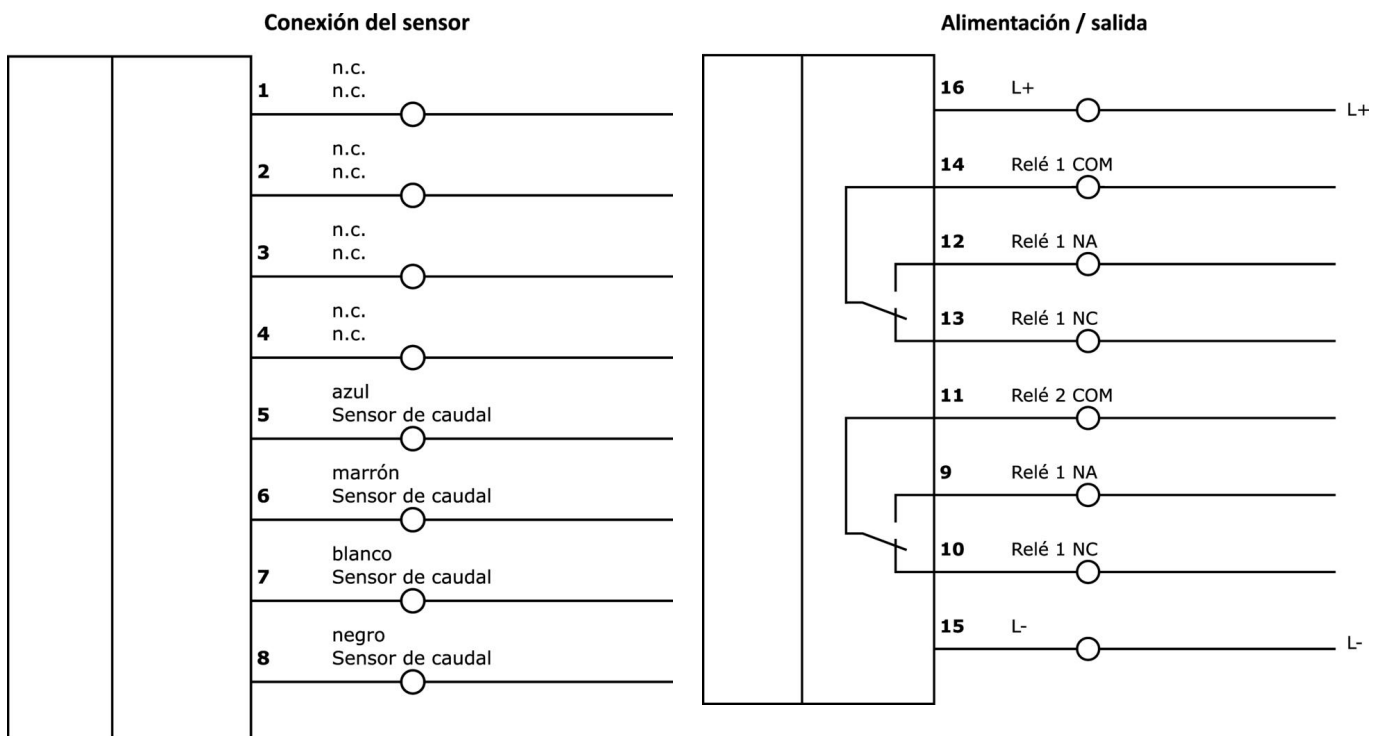 Conexión del sensor
n.c.
1 n.c.
n.c.
2 n.c.
n.c.
3 n.c.
n.c.
4 n.c.
azul
5 Sensor de caudal
marrón
6 Sensor de caudal
blanco
7 Sensor de caudal
negro
8 Sensor de caudal
Alimentación / salida
16 L+ L+
14 Relé 1 COM
12 Relé 1 NA
13 Relé 1 NC
11 Relé 2 COM
9 Relé 1 NA
10 Relé 1 NC
15 L- L-